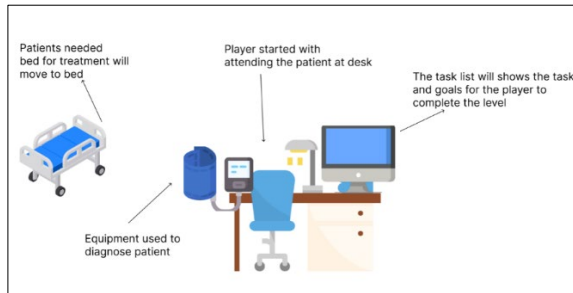 Patients needed
bed for treatment will
move to bed
Player started with
attending the patient at desk
The task list will shows the task
and goals for the player to
complete the level
Equipment used to
diagnose patient